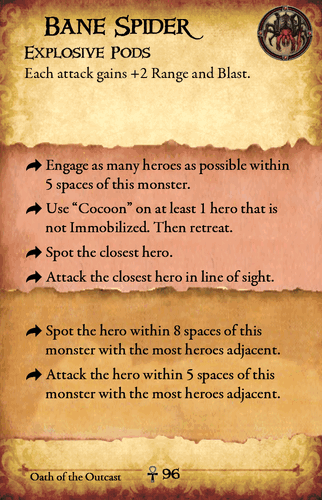 Bane Spider
Explosive Pods
Each attack gains +2 Range and Blast.
Engage as many heroes as possible within
5 spaces of this monster.
Use “Cocoon” on at least 1 hero that is
not Immobilized. Then retreat.
Spot the closest hero.
Attack the closest hero in line of sight.
Spot the hero within 8 spaces of this
monster with the most heroes adjacent.
Attack the hero within 5 spaces of this
monster with the most heroes adjacent.
Oath of the Outcast 96